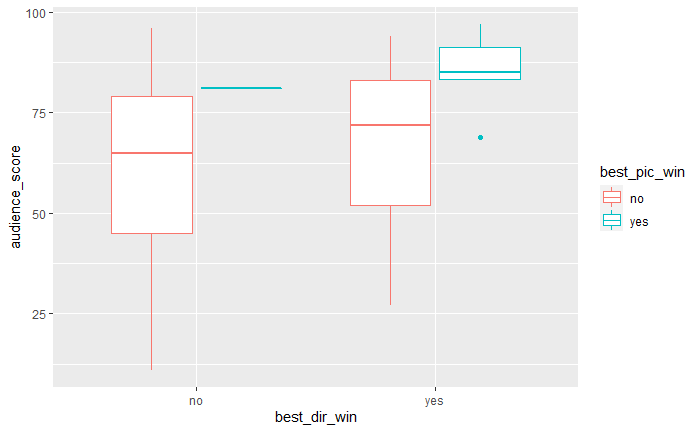 100
75
50
25
audience_score
no
yes
best_dir_win
best_pic_win
no
yes